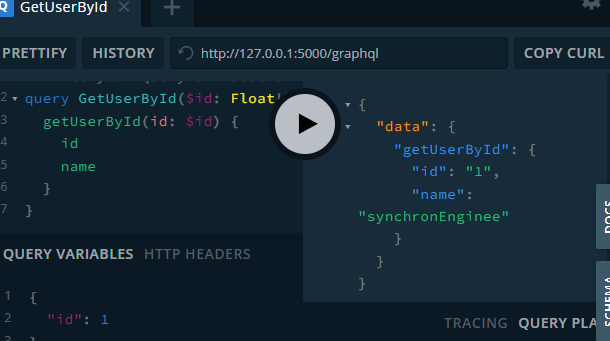 Q GetUserById × +
PRETTIFY HISTORY http://127.0.0.1:5000/graphql COPY CURL
2 query GetUserById($id: Float
3 getUserById(id: $id) {
4 id
5 name
6 }
7 }
{
"data": {
"getUserById": {
"id": "1",
"name":
"synchronEnginee"
}
}
}
DOCS
SCHEMA
QUERY VARIABLES HTTP HEADERS
1 {
2 "id": 1
TRACING QUERY PLA